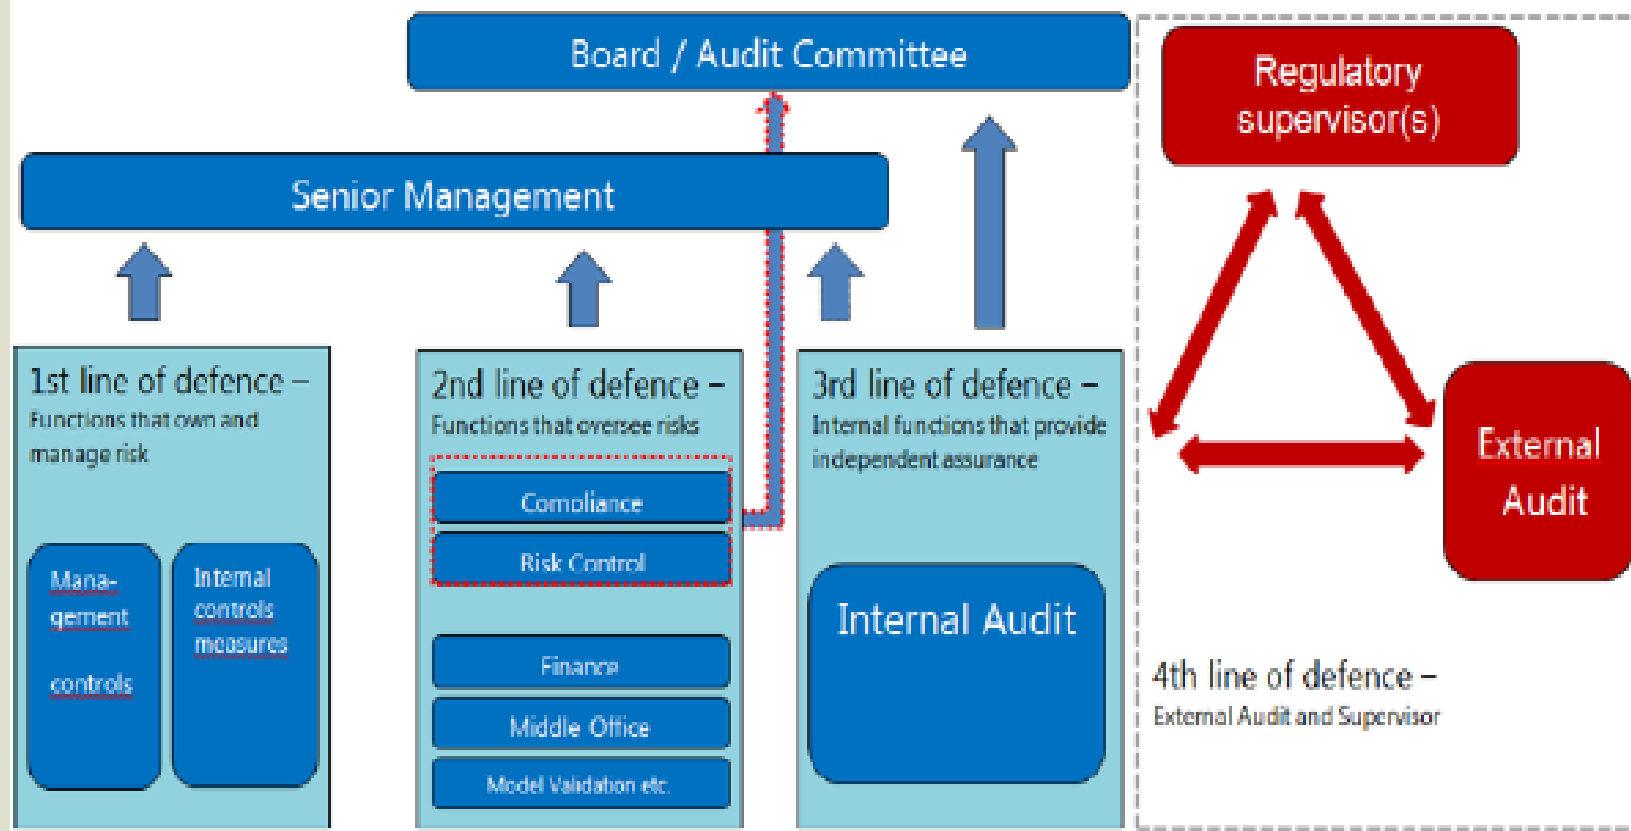 Board / Audit Committee
Regulatory
supervisor(s)
Senior Management
1st line of defence –
Functions that own and
manage risk
Mana-
gement
controls
Internal
controls
measures
2nd line of defence –
Functions that oversee risks
Compliance
Risk Control
Finance
Middle Office
Model Validation etc.
3rd line of defence –
Internal functions that provide
independent assurance
Internal Audit
External
Audit
4th line of defence –
External Audit and Supervisor